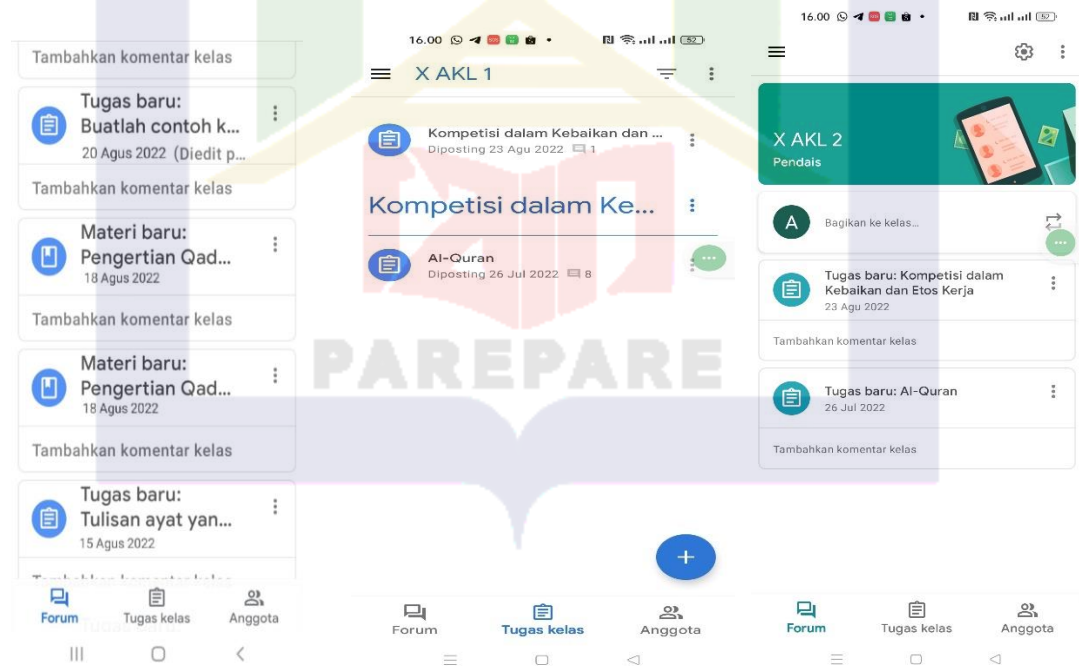 Tambahkan komentar kelas
Tugas baru:
Buatlah contoh k...
20 Agus 2022 (Diedit p...
Tambahkan komentar kelas
Materi baru:
Pengertian Qad...
18 Agus 2022
Tambahkan komentar kelas
Materi baru:
Pengertian Qad...
18 Agus 2022
Tambahkan komentar kelas
Tugas baru:
Tulisan ayat yan...
15 Agus 2022
Forum
Tugas kelas
Anggota
16.00
52
X AKL 1
Kompetisi dalam Kebaikan dan ...
Diposting 23 Agu 2022 1
Kompetisi dalam Ke...
Al-Quran
Diposting 26 Jul 2022 8
PAREPARE
Forum
Tugas kelas
Anggota
16.00
52
X AKL 2
Pendais
A
Bagikan ke kelas...
Tugas baru: Kompetisi dalam
Kebaikan dan Etos Kerja
23 Agu 2022
Tambahkan komentar kelas
Tugas baru: Al-Quran
26 Jul 2022
Tambahkan komentar kelas
Forum
Tugas kelas
Anggota